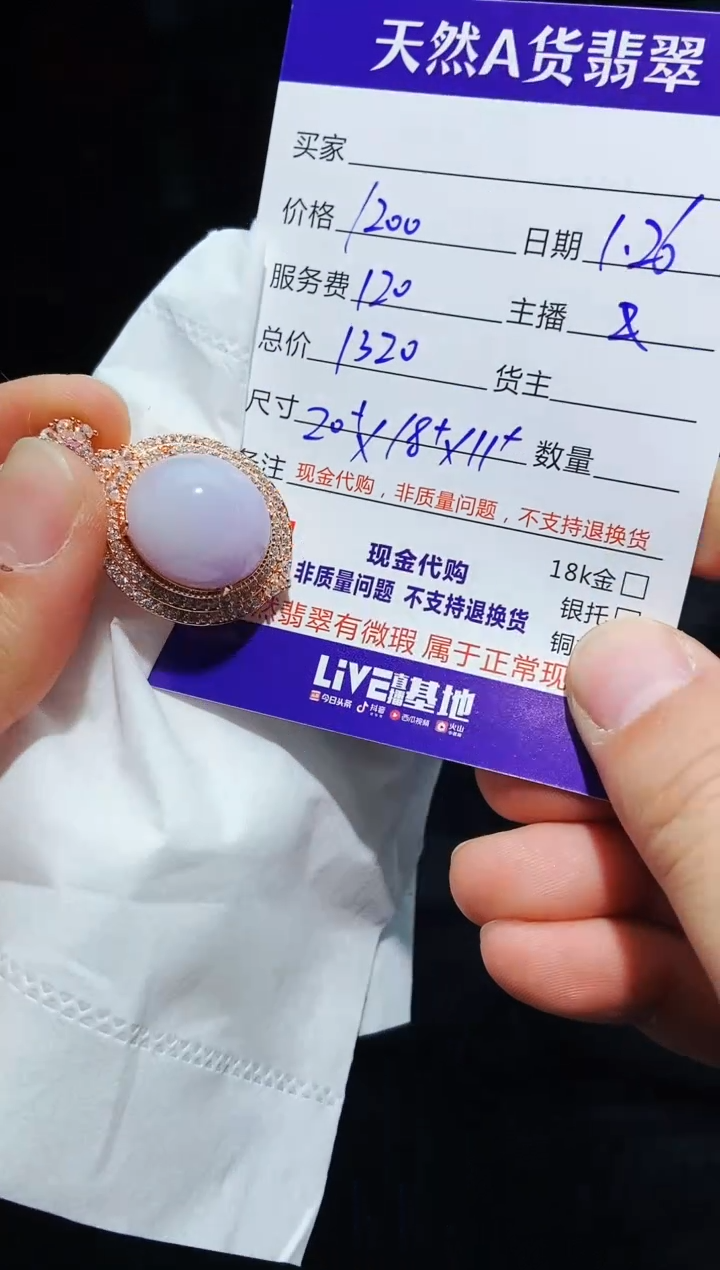 天然A货翡翠
买家
价格 1200 日期 1.26
服务费 120 主播
总价 1320 货主
尺寸 20+X18+X11+ 数量
备注 现金代购，非质量问题，不支持退换货
现金代购 18k金
非质量问题 不支持退换货 银托
然翡翠有微瑕 属于正常现 铜
LIVE直播基地
今日头条 抖音 西瓜视频 火山